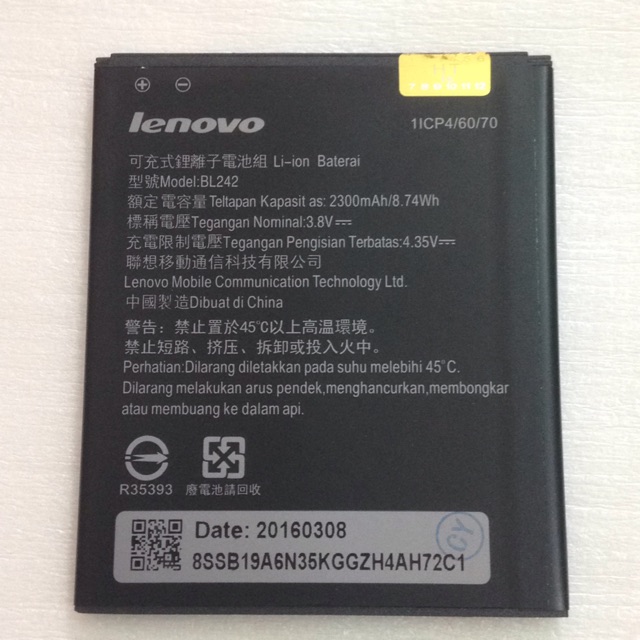 lenovo
1ICP4/60/70
可充式鋰離子電池組 Li-ion Baterai
型號Model:BL242
額定電容量Teltapan Kapasit as: 2300mAh/8.74Wh
標稱電壓Tegangan Nominal:3.8V⎓
充電限制電壓Tegangan Pengisian Terbatas:4.35V⎓
聯想移動通信科技有限公司
Lenovo Mobile Communication Technology Ltd.
中國製造Dibuat di China
警告: 禁止置於45°C以上高温環境。
禁止短路、挤压、拆卸或投入火中。
Perhatian:Dilarang diletakkan pada suhu melebihi 45°C.
Dilarang melakukan arus pendek,menghancurkan,membongkar
atau membuang ke dalam api.
R35393 廢電池請回收
Date: 20160308
8SSB19A6N35KGGZH4AH72C1
CY